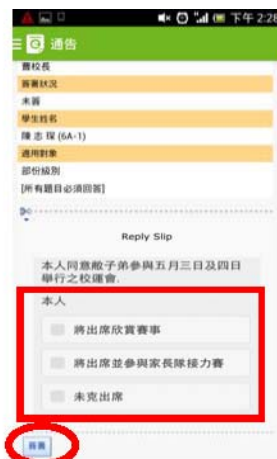 下午 2:28
通告
曹校長
簽署狀況
未簽
學生姓名
陳 志 琛 (6A-1)
適用對象
部份級別
[所有題目必須回答]
Reply Slip
本人同意敝子弟參與五月三日及四日
舉行之校運會.
本人
將出席欣賞賽事
將出席並參與家長隊接力賽
未克出席
簽署